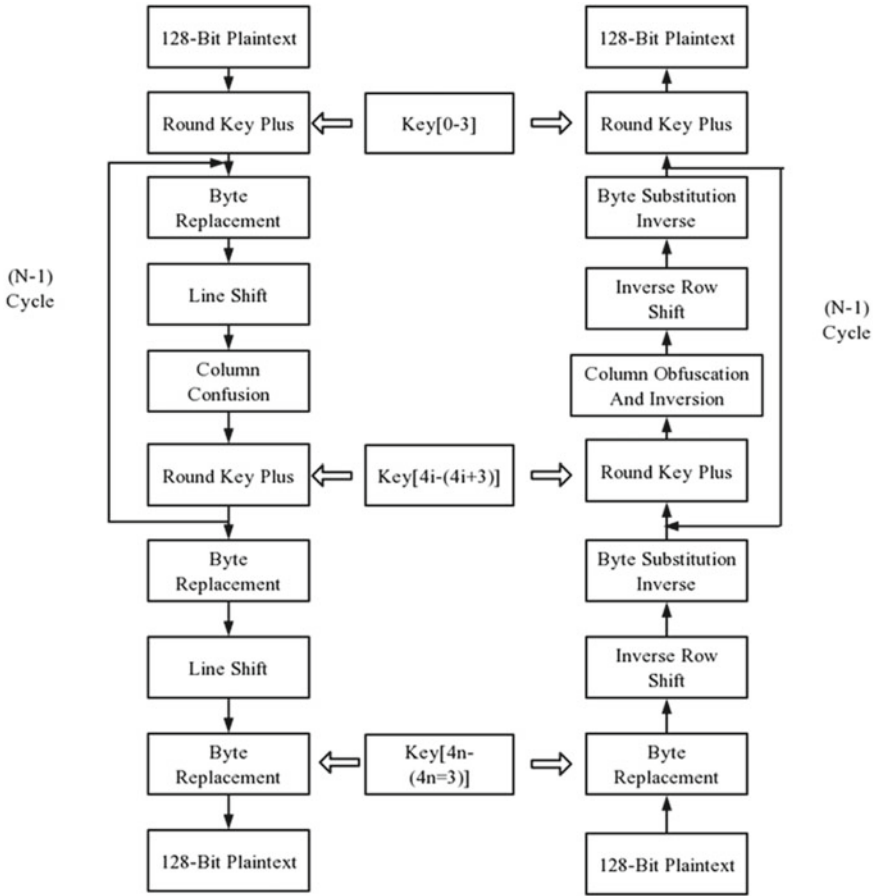 128-Bit Plaintext
128-Bit Plaintext
Round Key Plus
Key[0-3]
Round Key Plus
Byte
Replacement
Byte Substitution
Inverse
(N-1)
Cycle
Line Shift
Inverse Row
Shift
(N-1)
Cycle
Column
Confusion
Column Obfuscation
And Inversion
Round Key Plus
Key[4i-(4i+3)]
Round Key Plus
Byte
Replacement
Byte Substitution
Inverse
Line Shift
Inverse Row
Shift
Byte
Replacement
Key[4n-
(4n=3)]
Byte
Replacement
128-Bit Plaintext
128-Bit Plaintext